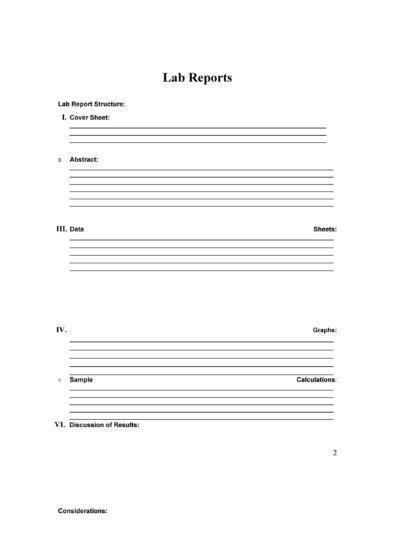 Lab Reports
Lab Report Structure:
I. Cover Sheet:
II. Abstract:
III. Data Sheets:
IV. Graphs:
V. Sample Calculations:
VI. Discussion of Results:
2
Considerations: